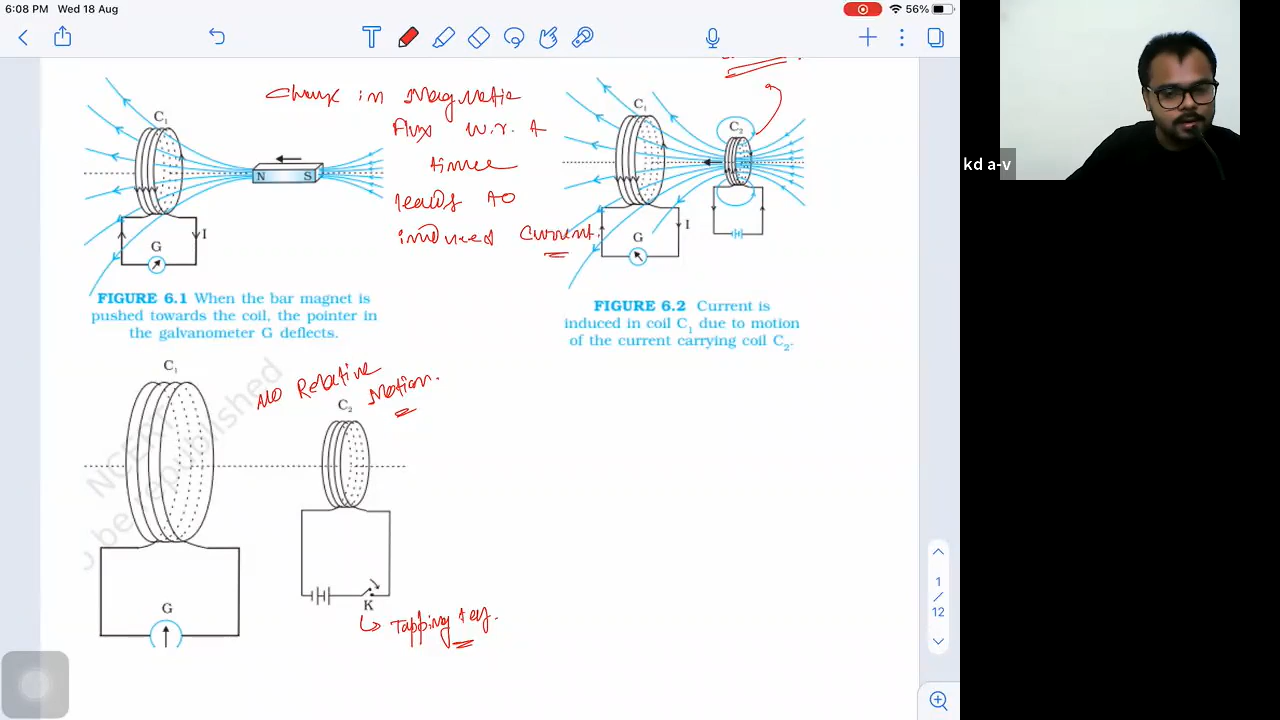 6:08 PM Wed 18 Aug
56%
T
C1
N S
G
I
FIGURE 6.1 When the bar magnet is
pushed towards the coil, the pointer in
the galvanometer G deflects.
Change in Magnetic
flux w.r.t
time
leads to
induced current.
C1
C2
G
I
FIGURE 6.2 Current is
induced in coil C1 due to motion
of the current carrying coil C2.
C1
NO Relative
Motion.
C2
NCERT
be republished
G
K
Tapping key.
1
/
12
kd a-v